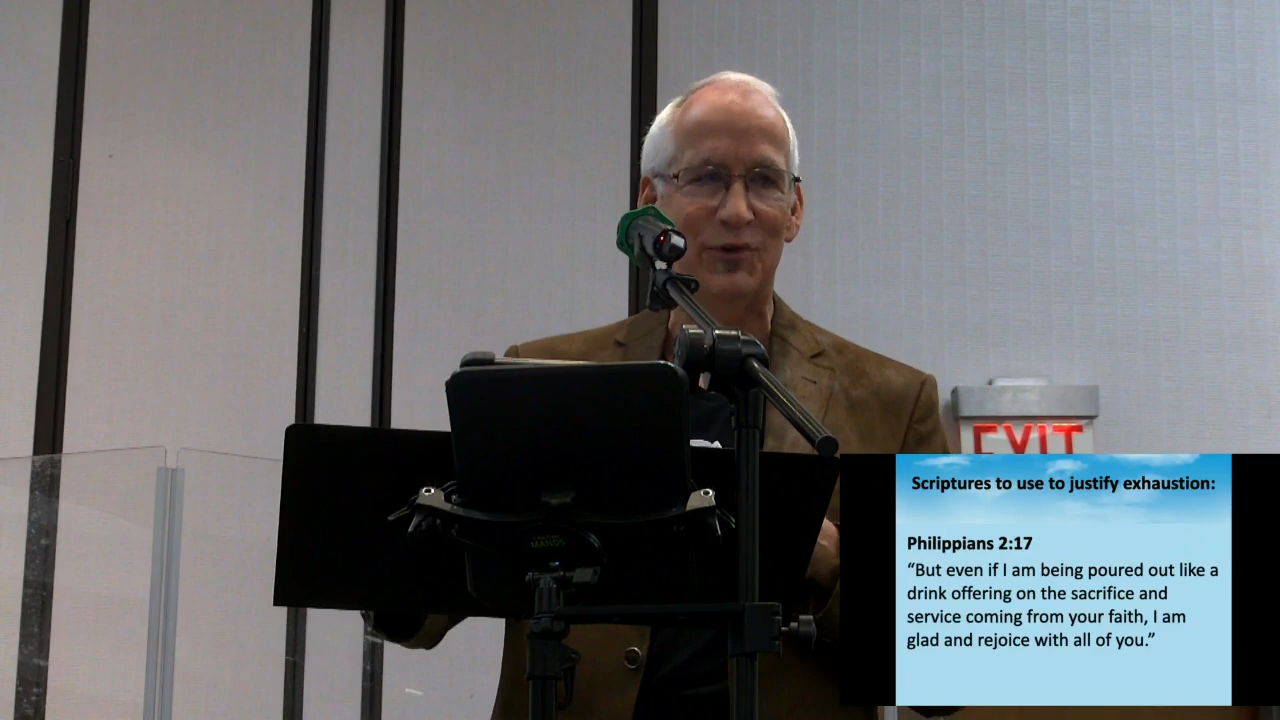 EXIT
Scriptures to use to justify exhaustion:
Philippians 2:17
“But even if I am being poured out like a
drink offering on the sacrifice and
service coming from your faith, I am
glad and rejoice with all of you.”